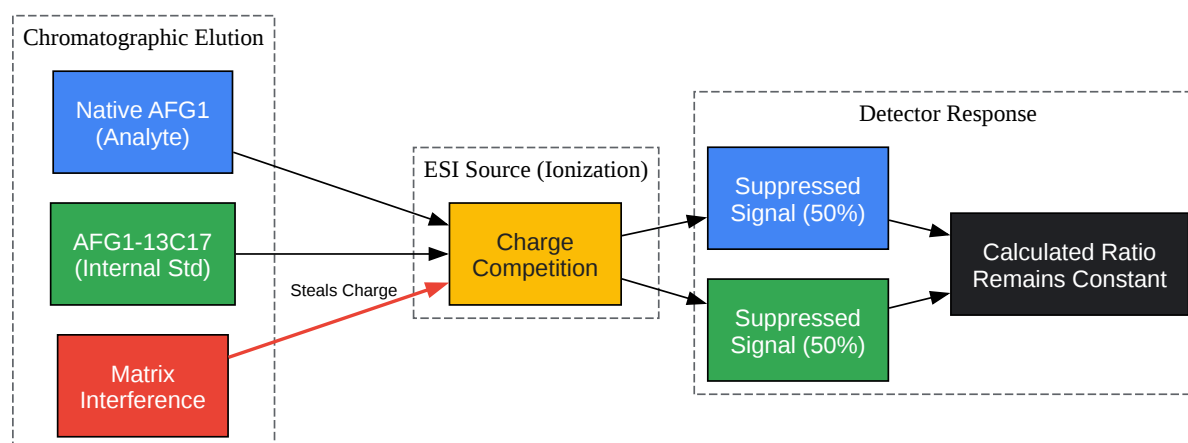 Chromatographic Elution
Native AFG1
(Analyte)
AFG1-13C17
(Internal Std)
Matrix
Interference
Steals Charge
ESI Source (Ionization)
Charge
Competition
Detector Response
Suppressed
Signal (50%)
Suppressed
Signal (50%)
Calculated Ratio
Remains Constant